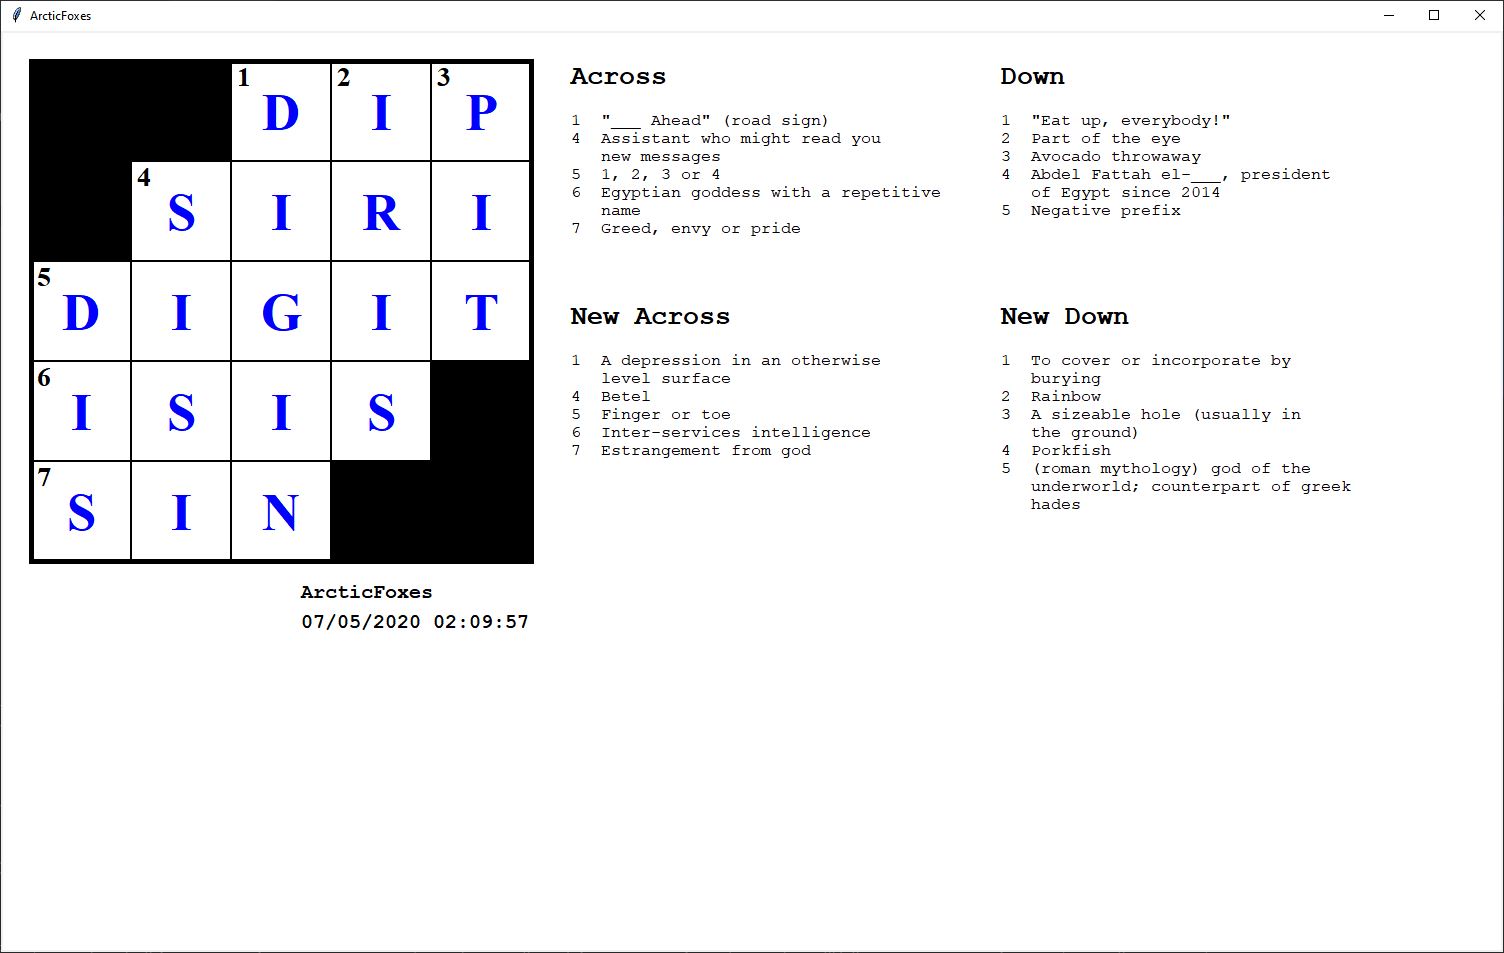 ArcticFoxes
1 2 3
D I P
4
S I R I
5
D I G I T
6
I S I S
7
S I N
ArcticFoxes
07/05/2020 02:09:57
Across
1 "___ Ahead" (road sign)
4 Assistant who might read you
new messages
5 1, 2, 3 or 4
6 Egyptian goddess with a repetitive
name
7 Greed, envy or pride
Down
1 "Eat up, everybody!"
2 Part of the eye
3 Avocado throwaway
4 Abdel Fattah el-___, president
of Egypt since 2014
5 Negative prefix
New Across
1 A depression in an otherwise
level surface
4 Betel
5 Finger or toe
6 Inter-services intelligence
7 Estrangement from god
New Down
1 To cover or incorporate by
burying
2 Rainbow
3 A sizeable hole (usually in
the ground)
4 Porkfish
5 (roman mythology) god of the
underworld; counterpart of greek
hades